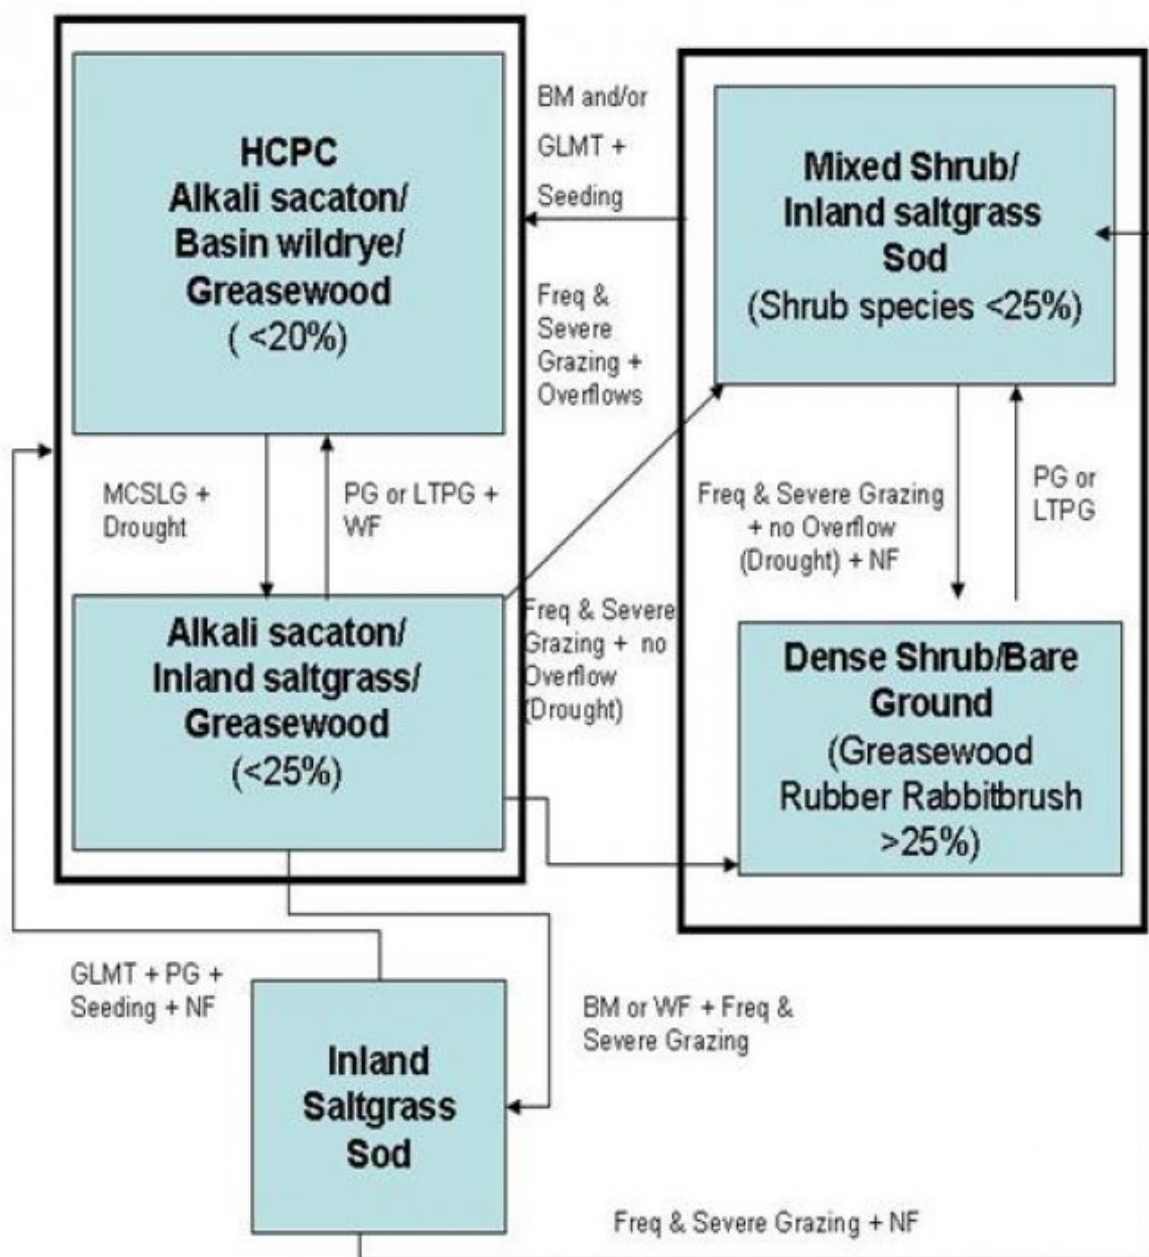 HCPC
Alkali sacaton/
Basin wildrye/
Greasewood
( <20%)
BM and/or
GLMT +
Seeding
Mixed Shrub/
Inland saltgrass
Sod
(Shrub species <25%)
Freq &
Severe
Grazing +
Overflows
MCSLG +
Drought
PG or LTPG +
WF
Freq & Severe Grazing
+ no Overflow
(Drought) + NF
PG or
LTPG
Alkali sacaton/
Inland saltgrass/
Greasewood
(<25%)
Freq & Severe
Grazing + no
Overflow
(Drought)
Dense Shrub/Bare
Ground
(Greasewood
Rubber Rabbitbrush
>25%)
GLMT + PG +
Seeding + NF
BM or WF + Freq &
Severe Grazing
Inland
Saltgrass
Sod
Freq & Severe Grazing + NF